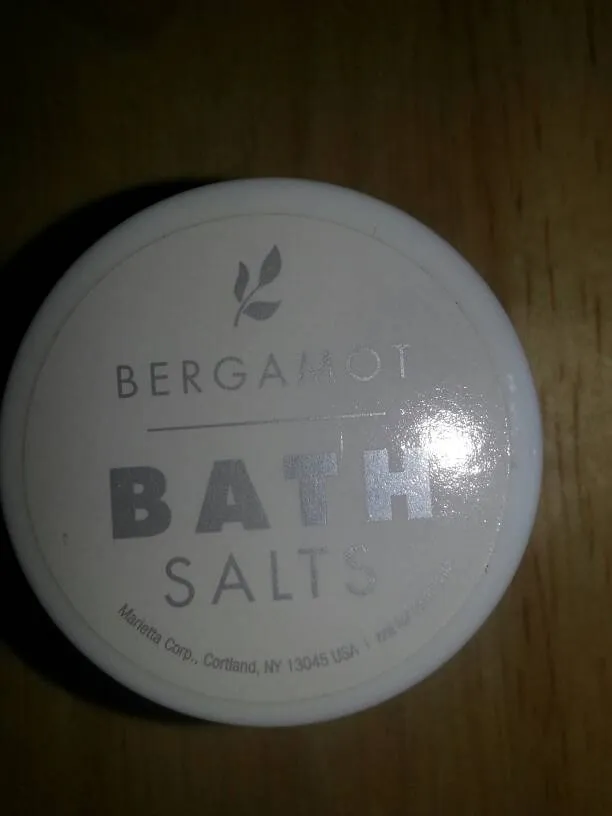 BERGAMOT
BATH
SALTS
Marietta Corp., Cortland, NY 13045 USA